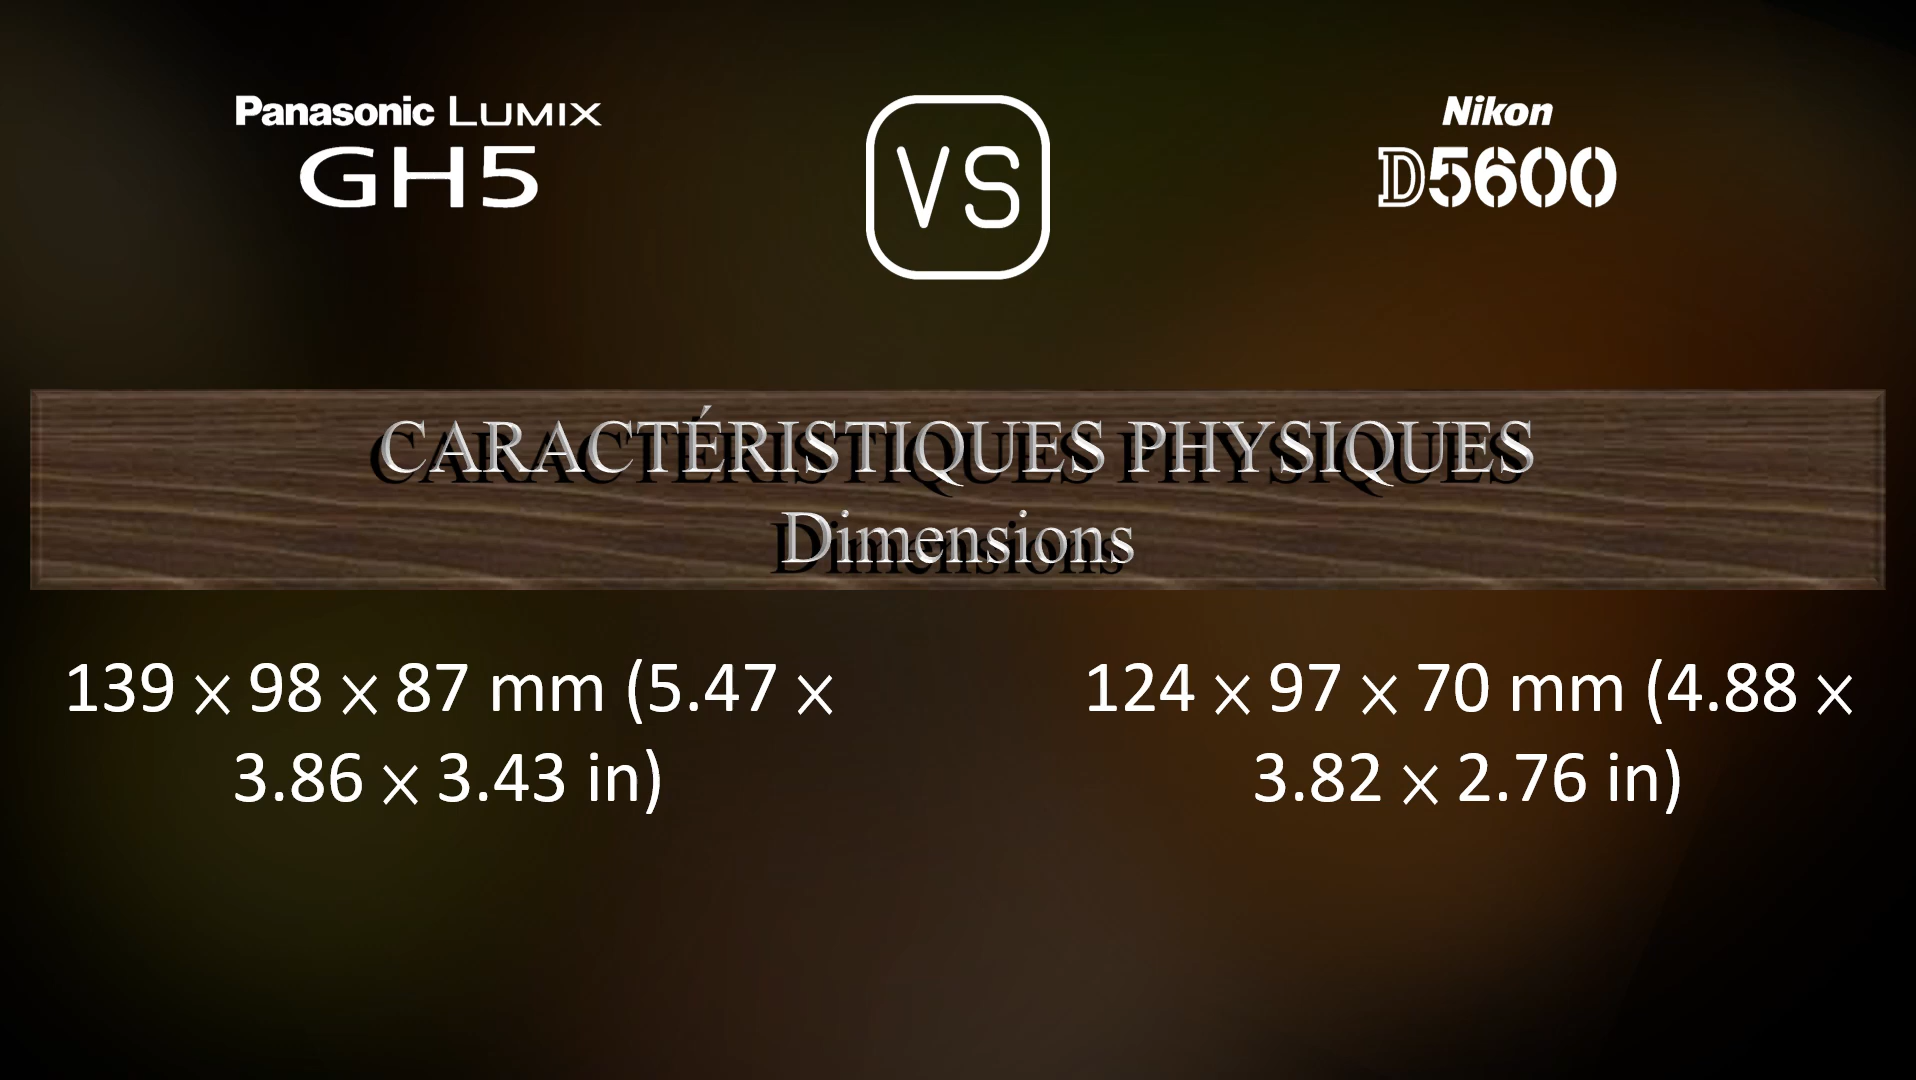 Panasonic LUMIX
GH5
VS
Nikon
D5600
CARACTÉRISTIQUES PHYSIQUES
Dimensions
139 x 98 x 87 mm (5.47 x
3.86 x 3.43 in)
124 x 97 x 70 mm (4.88 x
3.82 x 2.76 in)